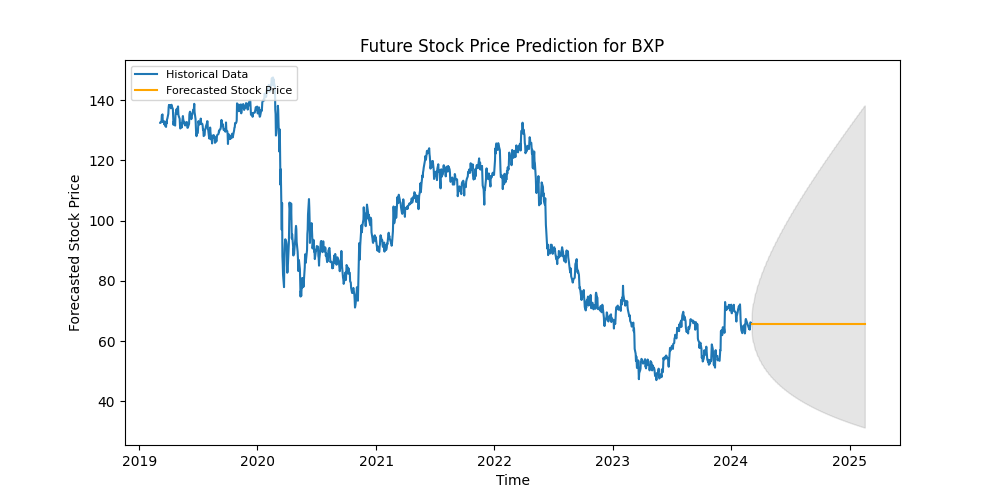 Future Stock Price Prediction for BXP
Historical Data
Forecasted Stock Price
140
120
100
80
60
40
Forecasted Stock Price
2019
2020
2021
2022
2023
2024
2025
Time